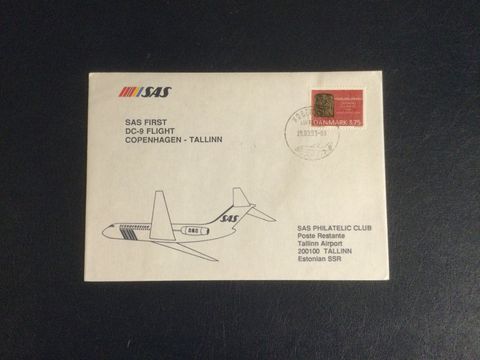 SAS
SAS FIRST
DC-9 FLIGHT
COPENHAGEN - TALLINN
DANMARK 3.75
SAS
SAS PHILATELIC CLUB
Poste Restante
Tallinn Airport
200100 TALLINN
Estonian SSR